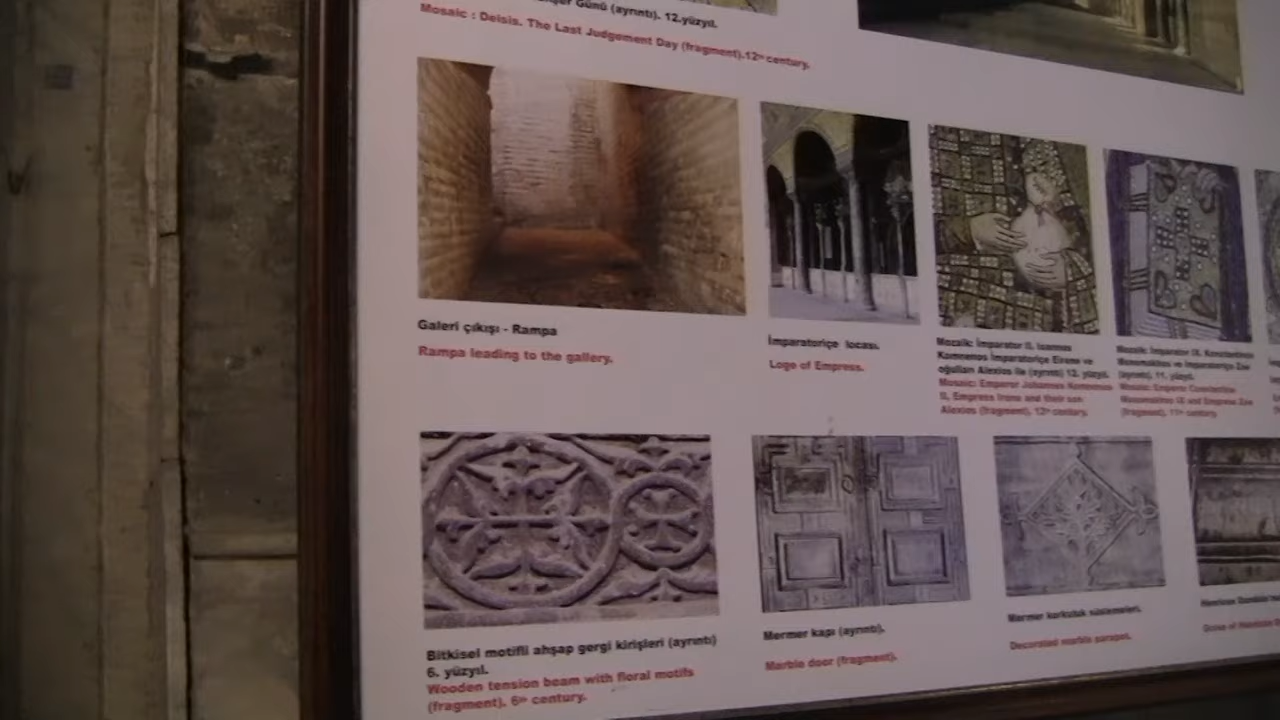 Günü (ayrıntı). 12.yüzyıl.
Mosaic : Deisis. The Last Judgement Day (fragment).12th century.
Galeri çıkışı - Rampa
Rampa leading to the gallery.
İmparatoriçe locası.
Loge of Empress.
Mozaik: İmparator II. Ioannes
Komnenos İmparatoriçe Eirene ve
oğulları Alexios ile (ayrıntı) 12. yüzyıl.
Mosaic: Emperor Johannes Komnenos
II, Empress Irene and their son
Alexios (fragment), 12th century.
Mozaik: İmparator IX. Konstantinos
Monomakhos ve İmparatoriçe Zoe
(ayrıntı). 11. yüzyıl.
Mosaic: Emperor Constantine
IX and Empress Zoe
(fragment), 11th century.
Bitkisel motifli ahşap gergi kirişleri (ayrıntı)
6. yüzyıl.
Wooden tension beam with floral motifs
(fragment). 6th century.
Mermer kapı (ayrıntı).
Marble door (fragment).
Mermer korkuluk süslemeleri.
Decorated marble parapet.